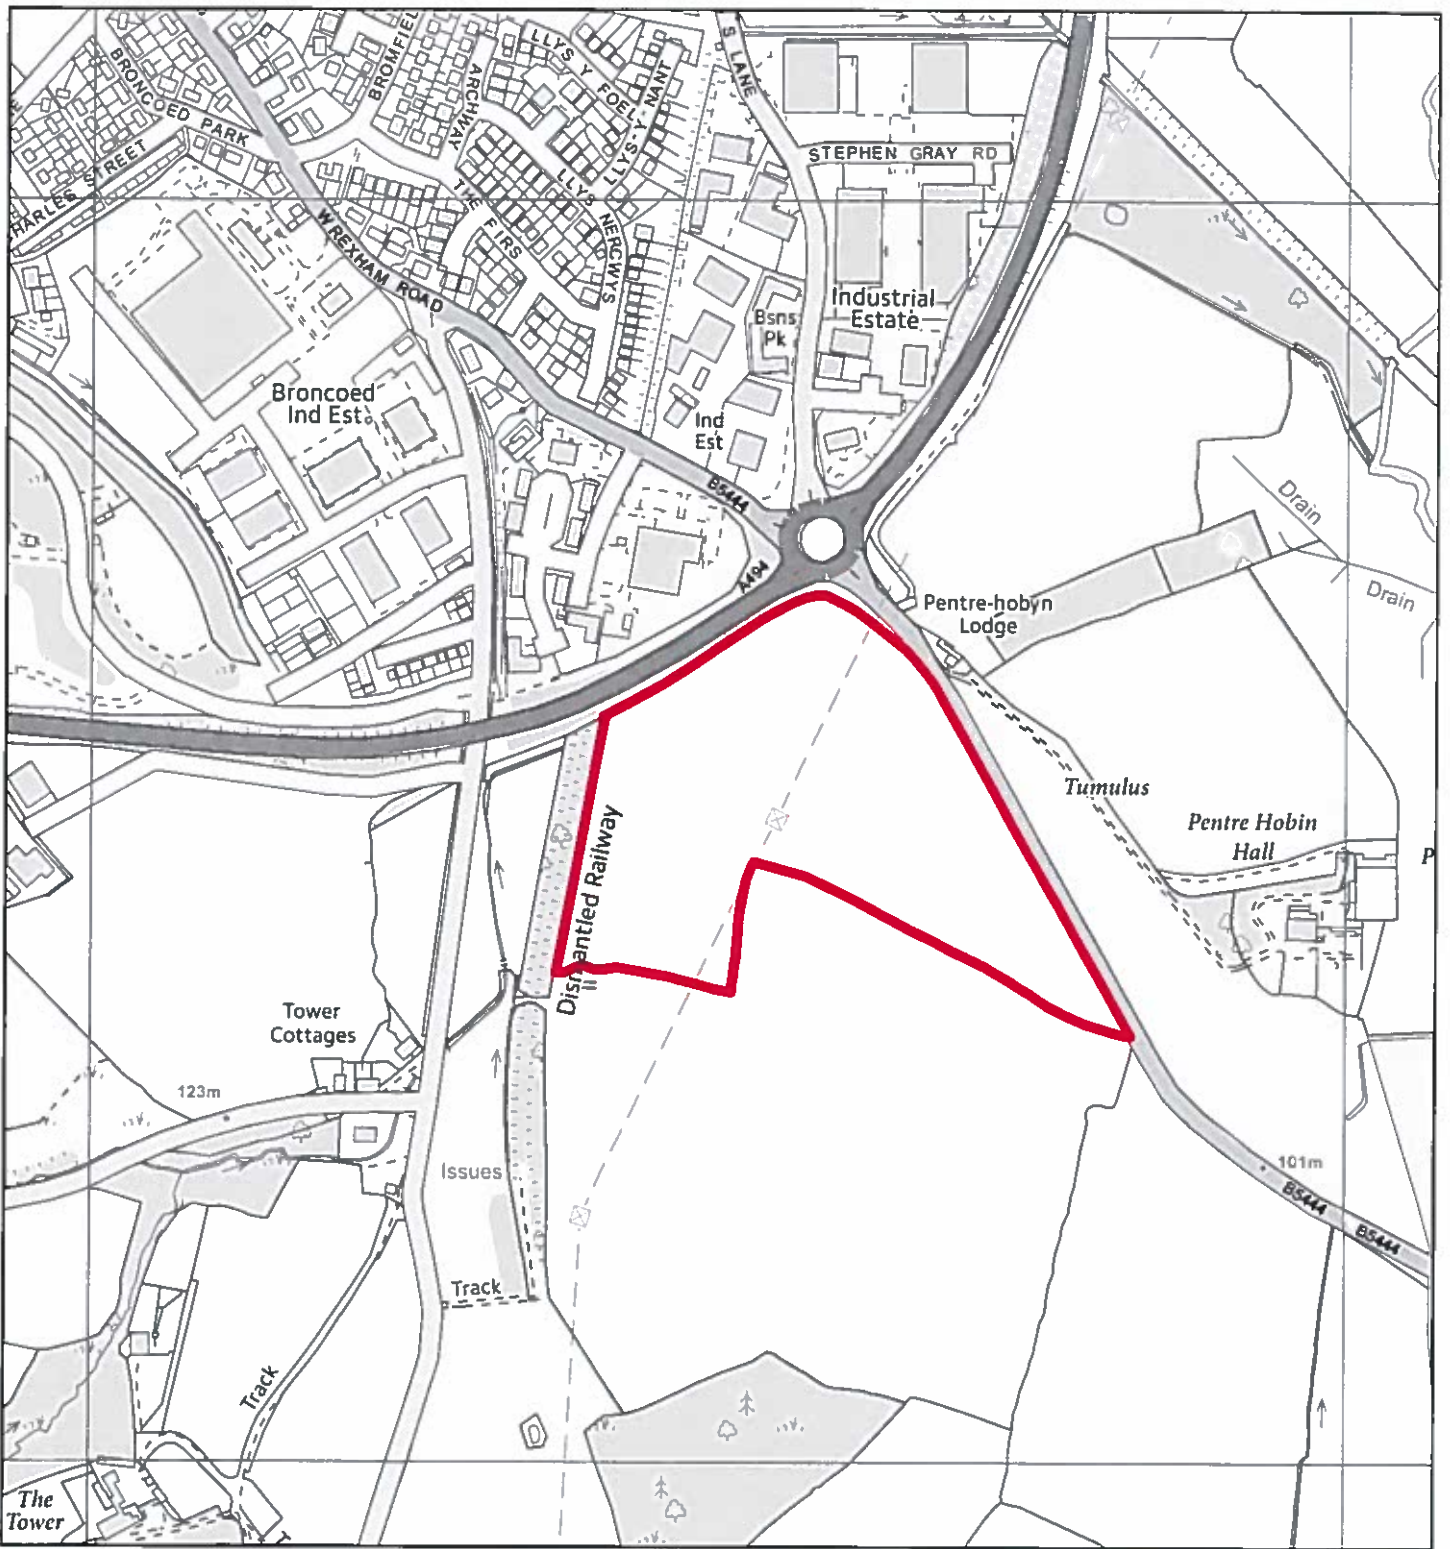 BRONCOED PARK
BROMFIEL
ARCHWAY
LLYS Y FOEL
LLYS-Y-NANT
S LANE
STEPHEN GRAY RD
HARLES STREET
WREXHAM ROAD
THE FIRS
LLYS NERCWYS
Industrial
Estate
Bsns
Pk
Broncoed
Ind Est
Ind
Est
B5444
A494
Drain
Drain
Pentre-hobyn
Lodge
Tumulus
Pentre Hobin
Hall
P
Dismantled Railway
Tower
Cottages
123m
Issues
101m
B5444
B5444
Track
Track
The
Tower